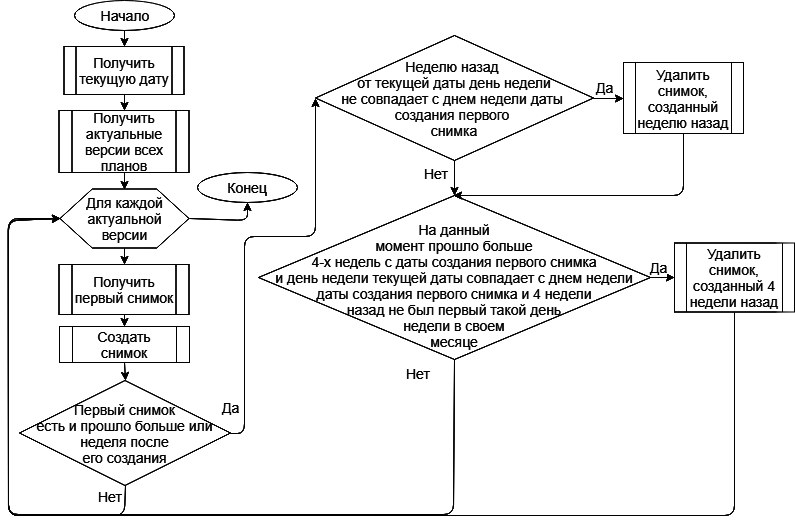 Начало
Получить
текущую дату
Получить
актуальные
версии всех
планов
Для каждой
актуальной
версии
Конец
Получить
первый снимок
Создать
снимок
Первый снимок
есть и прошло больше или
неделя после
его создания
Да
Нет
Неделю назад
от текущей даты день недели
не совпадает с днем недели даты
создания первого
снимка
Да
Нет
Удалить
снимок,
созданный
неделю назад
На данный
момент прошло больше
4-х недель с даты создания первого снимка
и день недели текущей даты совпадает с днем недели
даты создания первого снимка и 4 недели
назад не был первый такой день
недели в своем
месяце
Да
Нет
Удалить
снимок,
созданный 4
недели назад